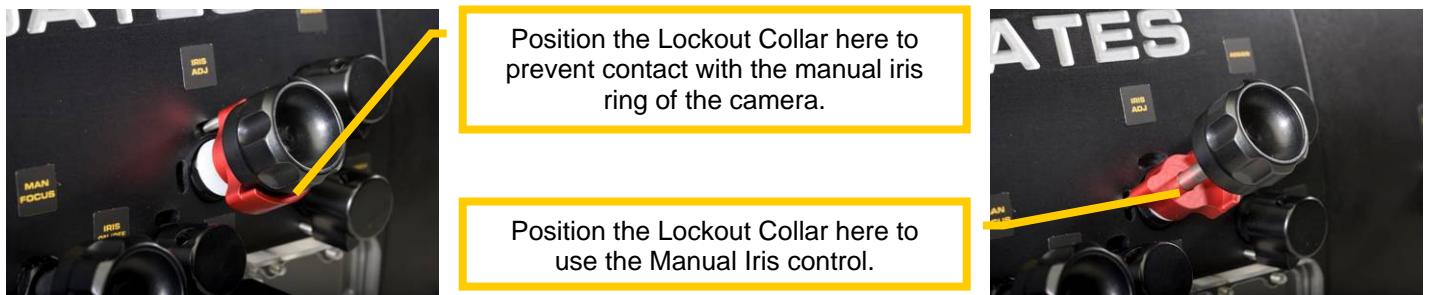 ATES
IRIS
ADJ
MAN
FOCUS
IRIS
Position the Lockout Collar here to
prevent contact with the manual iris
ring of the camera.
Position the Lockout Collar here to
use the Manual Iris control.
ATES
IRIS
ADJ